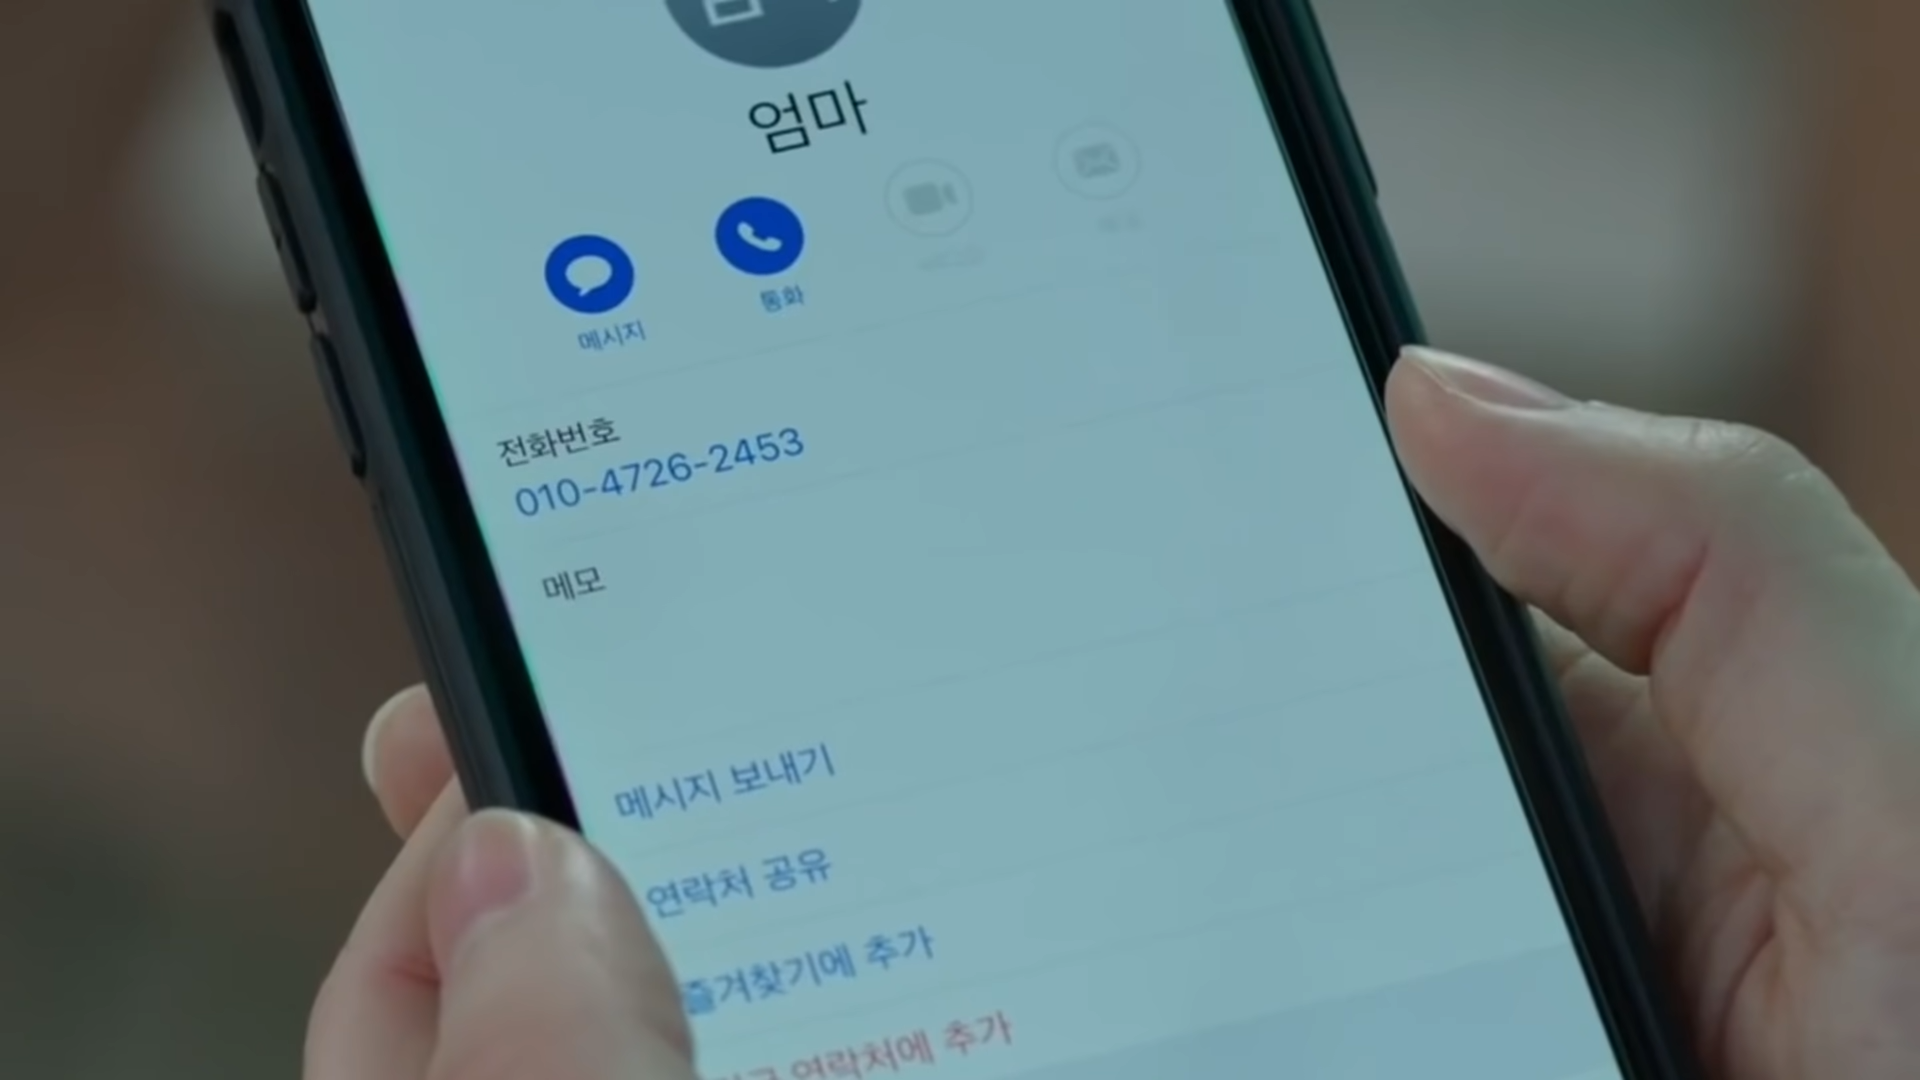 엄마
메시지
통화
전화번호
010-4726-2453
메모
메시지 보내기
연락처 공유
즐겨찾기에 추가
연락처에 추가